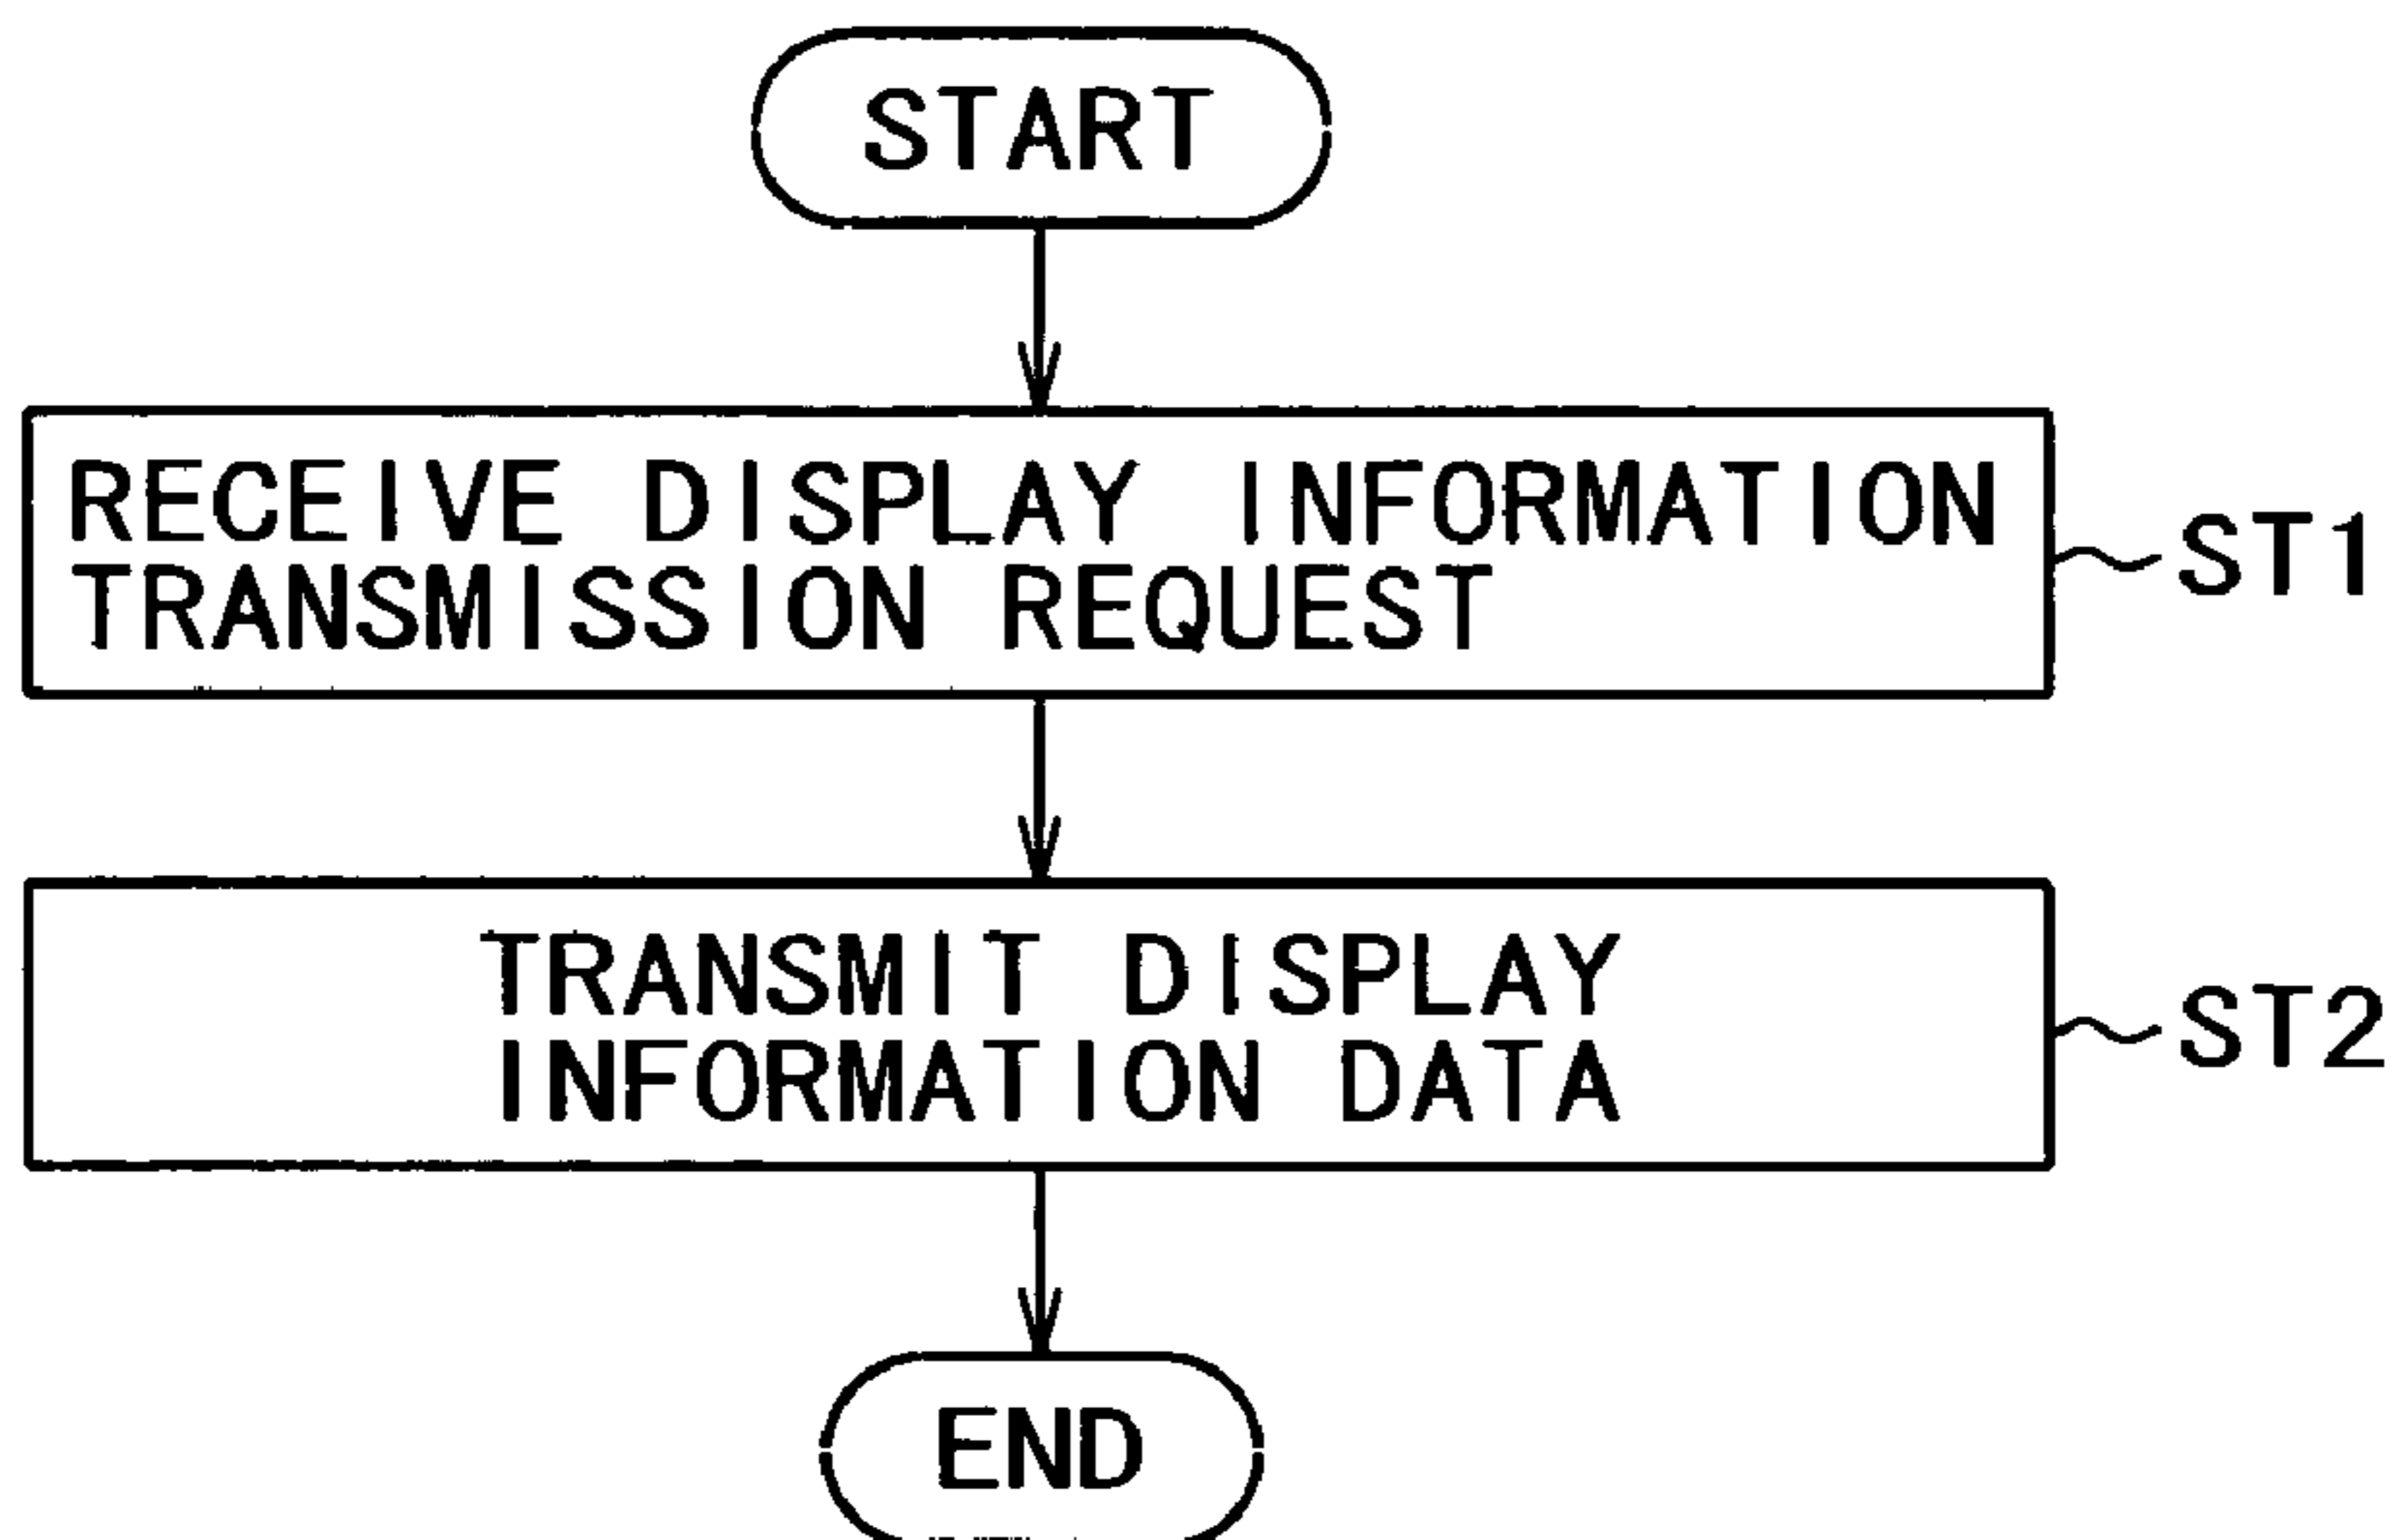 START
RECEIVE DISPLAY INFORMATION
TRANSMISSION REQUEST
ST1
TRANSMIT DISPLAY
INFORMATION DATA
ST2
END